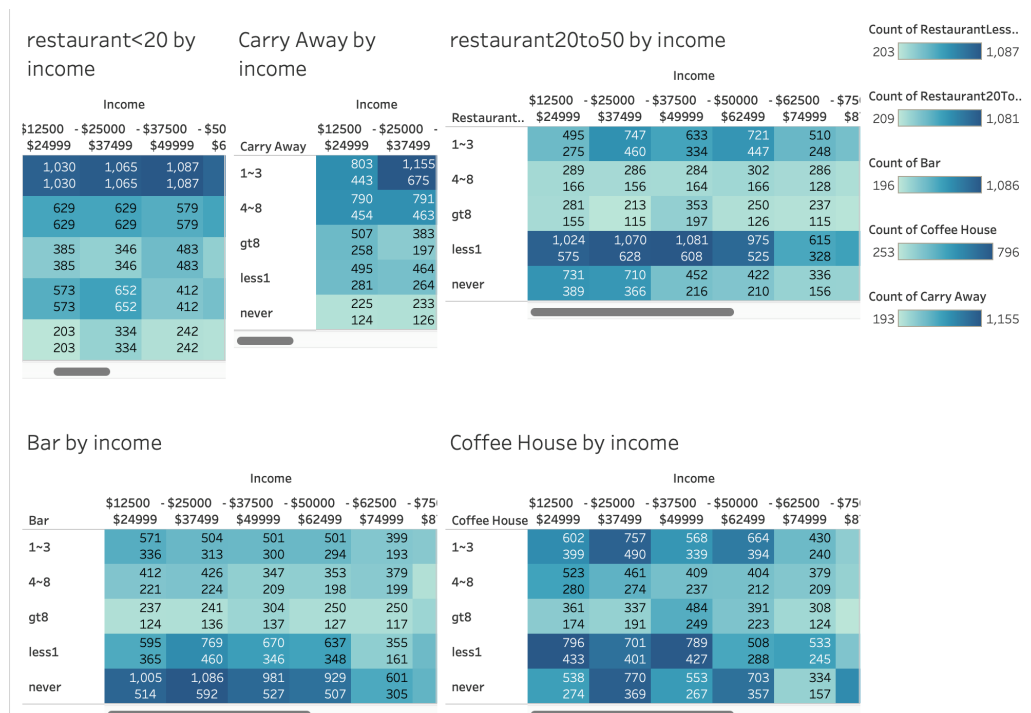 restaurant<20 by
income
Income
$12500 - $25000 - $37500 - $50
$24999 $37499 $49999 $6
1,030 1,065 1,087
1,030 1,065 1,087
629 629 579
629 629 579
385 346 483
385 346 483
573 652 412
573 652 412
203 334 242
203 334 242
Carry Away by
income
Income
$12500 - $25000 -
Carry Away $24999 $37499
1~3 803 1,155
443 675
4~8 790 791
454 463
gt8 507 383
258 197
less1 495 464
281 264
never 225 233
124 126
restaurant20to50 by income
Income
$12500 - $25000 - $37500 - $50000 - $62500 - $75
Restaurant.. $24999 $37499 $49999 $62499 $74999 $8
1~3 495 747 633 721 510
275 460 334 447 248
4~8 289 286 284 302 286
166 156 164 166 128
gt8 281 213 353 250 237
155 115 197 126 115
less1 1,024 1,070 1,081 975 615
575 628 608 525 328
never 731 710 452 422 336
389 366 216 210 156
Count of RestaurantLess..
203 1,087
Count of Restaurant20To..
209 1,081
Count of Bar
196 1,086
Count of Coffee House
253 796
Count of Carry Away
193 1,155
Bar by income
Income
$12500 - $25000 - $37500 - $50000 - $62500 - $75
Bar $24999 $37499 $49999 $62499 $74999 $8
1~3 571 504 501 501 399
336 313 300 294 193
4~8 412 426 347 353 379
221 224 209 198 199
gt8 237 241 304 250 250
124 136 137 127 117
less1 595 769 670 637 355
365 460 346 348 161
never 1,005 1,086 981 929 601
514 592 527 507 305
Coffee House by income
Income
$12500 - $25000 - $37500 - $50000 - $62500 - $75
Coffee House $24999 $37499 $49999 $62499 $74999 $8
1~3 602 757 568 664 430
399 490 339 394 240
4~8 523 461 409 404 379
280 274 237 212 209
gt8 361 337 484 391 308
174 191 249 223 124
less1 796 701 789 508 533
433 401 427 288 245
never 538 770 553 703 334
274 369 267 357 157